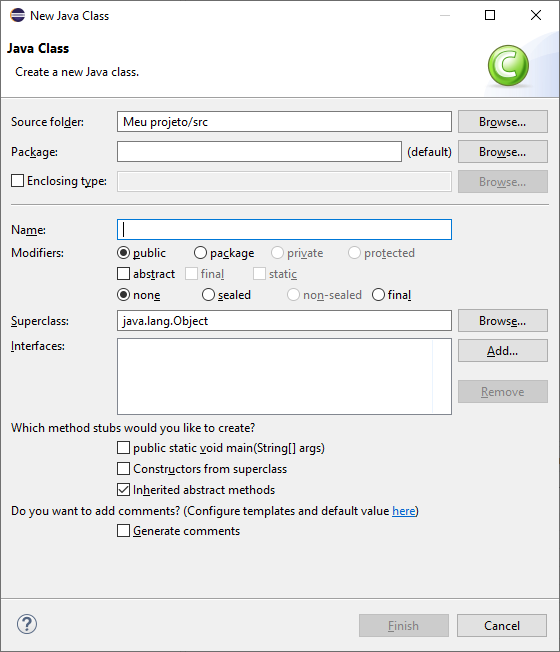 New Java Class
Java Class
Create a new Java class.
Source folder: Meu projeto/src Browse...
Package: (default) Browse...
Enclosing type: Browse...
Name:
Modifiers: public package private protected
abstract final static
none sealed non-sealed final
Superclass: java.lang.Object Browse...
Interfaces: Add...
Remove
Which method stubs would you like to create?
public static void main(String[] args)
Constructors from superclass
Inherited abstract methods
Do you want to add comments? (Configure templates and default value here)
Generate comments
? Finish Cancel